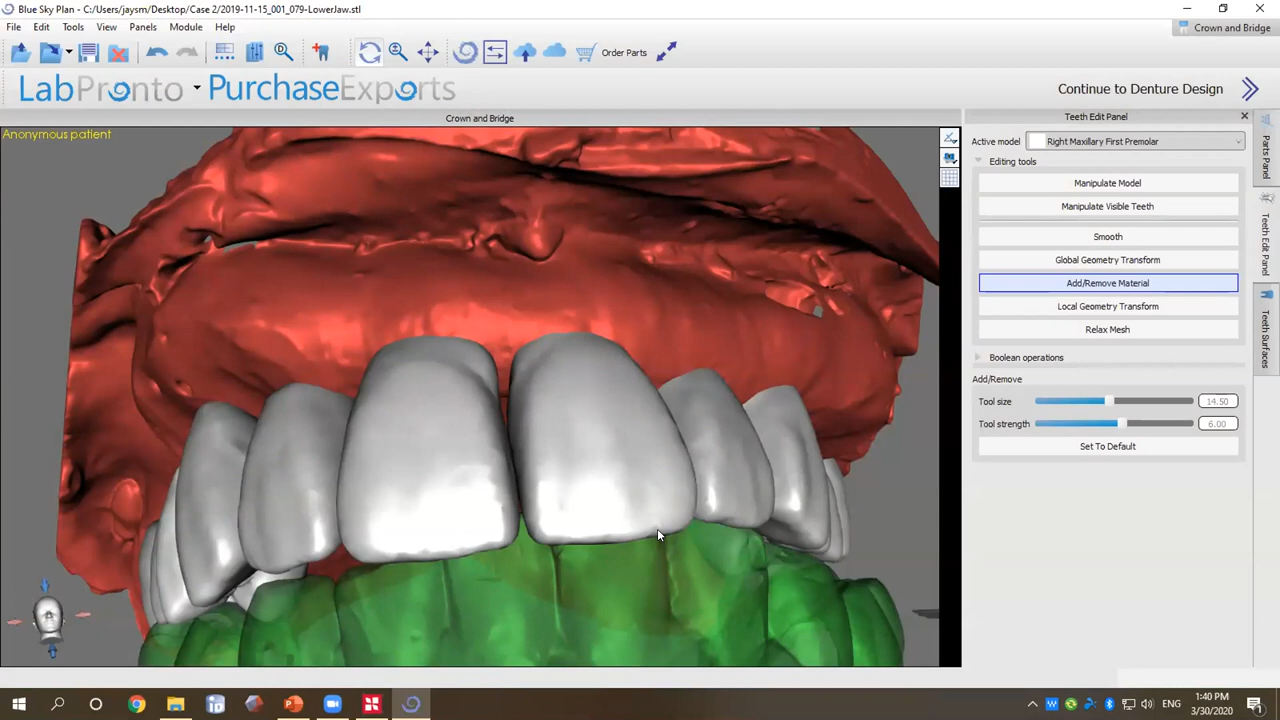 Blue Sky Plan - C:/Users/jaysm/Desktop/Case 2/2019-11-15_001_079-LowerJaw.stl
File Edit Tools View Panels Module Help
Crown and Bridge
Order Parts
LabPronto PurchaseExports
Continue to Denture Design
Crown and Bridge
Teeth Edit Panel
Anonymous patient
Active model Right Maxillary First Premolar
Editing tools
Manipulate Model
Manipulate Visible Teeth
Smooth
Global Geometry Transform
Add/Remove Material
Local Geometry Transform
Relax Mesh
Boolean operations
Add/Remove
Tool size 14.50
Tool strength 6.00
Set To Default
Parts Panel
Teeth Edit Panel
Teeth Surfaces
ENG
1:40 PM
3/30/2020